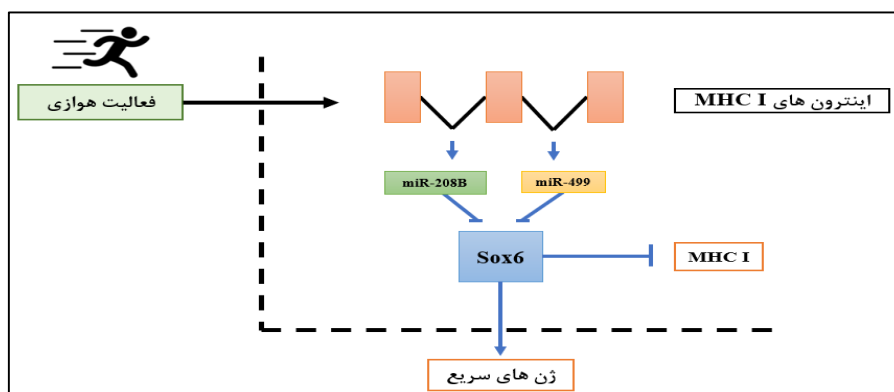 فعالیت هوازی
اینترون های MHC I
miR-208B
miR-499
Sox6
MHC I
ژن های سریع